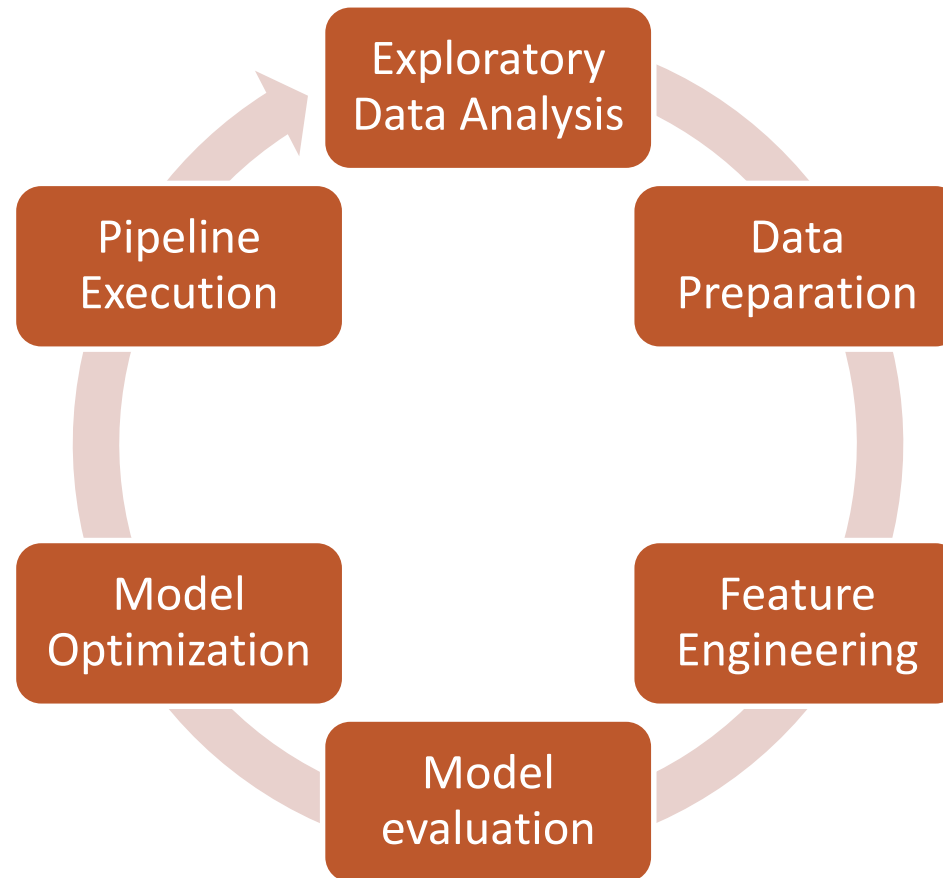 Exploratory
Data Analysis
Data
Preparation
Feature
Engineering
Model
evaluation
Model
Optimization
Pipeline
Execution